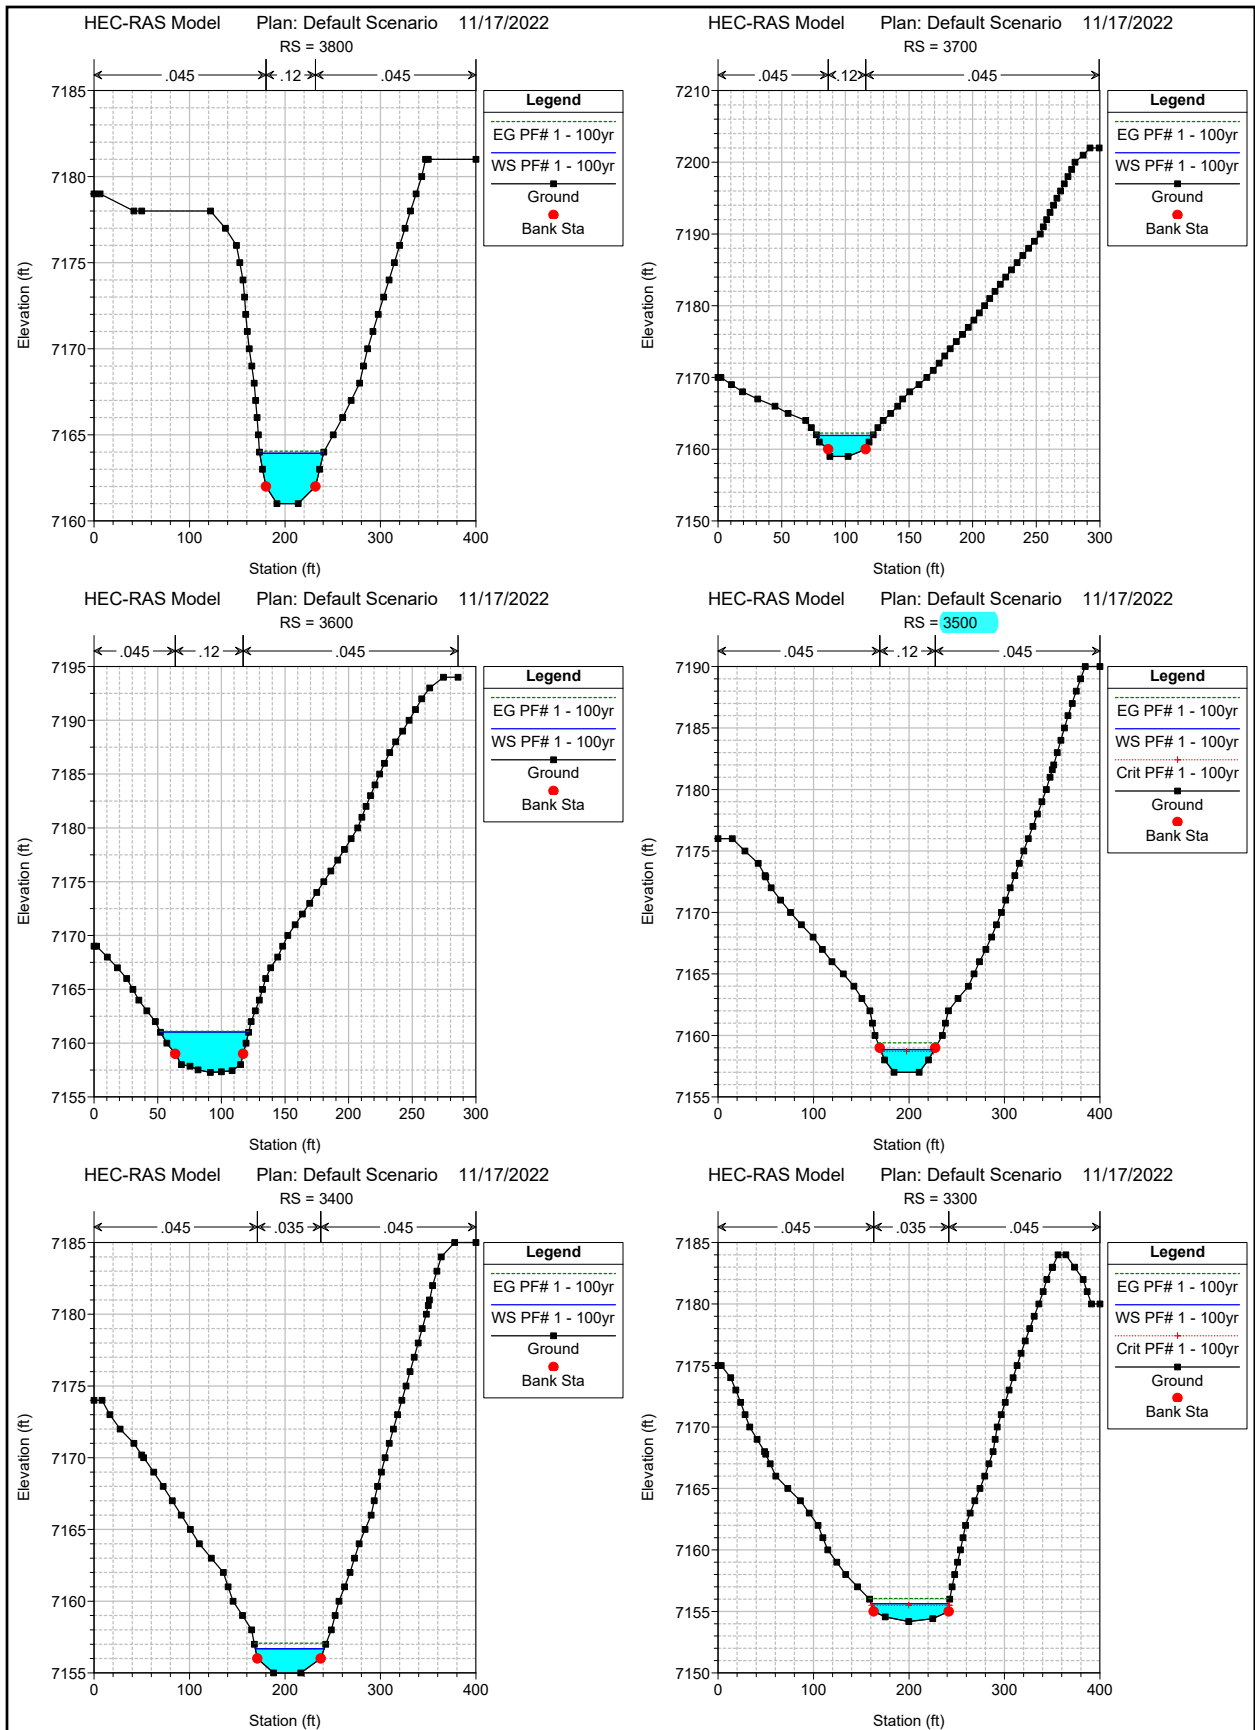 HEC-RAS Model Plan: Default Scenario 11/17/2022
RS = 3800
.045 .12 .045
7185
7180
7175
7170
7165
7160
Elevation (ft)
0 100 200 300 400
Station (ft)
Legend
EG PF# 1 - 100yr
WS PF# 1 - 100yr
Ground
Bank Sta
HEC-RAS Model Plan: Default Scenario 11/17/2022
RS = 3700
.045 .12 .045
7210
7200
7190
7180
7170
7160
7150
Elevation (ft)
0 50 100 150 200 250 300
Station (ft)
Legend
EG PF# 1 - 100yr
WS PF# 1 - 100yr
Ground
Bank Sta
HEC-RAS Model Plan: Default Scenario 11/17/2022
RS = 3600
.045 .12 .045
7195
7190
7185
7180
7175
7170
7165
7160
7155
Elevation (ft)
0 50 100 150 200 250 300
Station (ft)
Legend
EG PF# 1 - 100yr
WS PF# 1 - 100yr
Ground
Bank Sta
HEC-RAS Model Plan: Default Scenario 11/17/2022
RS = 3500
.045 .12 .045
7190
7185
7180
7175
7170
7165
7160
7155
Elevation (ft)
0 100 200 300 400
Station (ft)
Legend
EG PF# 1 - 100yr
WS PF# 1 - 100yr
Crit PF# 1 - 100yr
Ground
Bank Sta
HEC-RAS Model Plan: Default Scenario 11/17/2022
RS = 3400
.045 .035 .045
7185
7180
7175
7170
7165
7160
7155
Elevation (ft)
0 100 200 300 400
Station (ft)
Legend
EG PF# 1 - 100yr
WS PF# 1 - 100yr
Ground
Bank Sta
HEC-RAS Model Plan: Default Scenario 11/17/2022
RS = 3300
.045 .035 .045
7185
7180
7175
7170
7165
7160
7155
7150
Elevation (ft)
0 100 200 300 400
Station (ft)
Legend
EG PF# 1 - 100yr
WS PF# 1 - 100yr
Crit PF# 1 - 100yr
Ground
Bank Sta